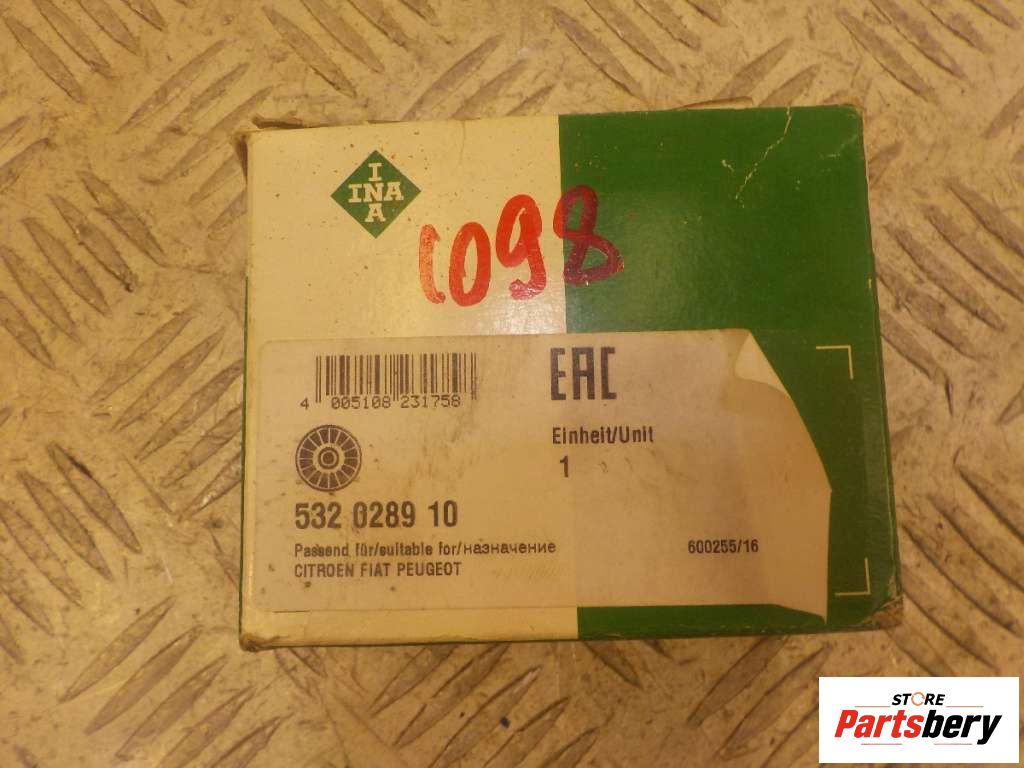 I
INA
A
1098
4 005108 231758
EAC
Einheit/Unit
1
532 0289 10
Passend für/suitable for/назначение
CITROEN FIAT PEUGEOT
600255/16
STORE
Partsbery